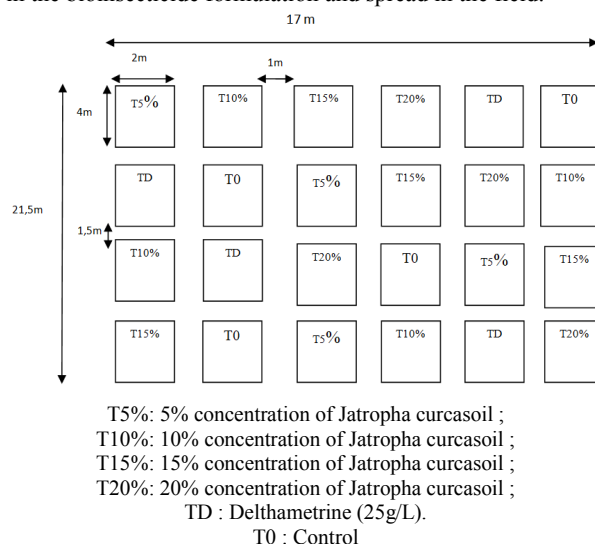 in the bioinsecticide formulation and spread in the field.
17 m
2m
1m
T5% T10% T15% T20% TD T0
4m
TD T0 T5% T15% T20% T10%
21,5m
1,5m
T10% TD T20% T0 T5% T15%
T15% T0 T5% T10% TD T20%
T5%: 5% concentration of Jatropha curcasoil ;
T10%: 10% concentration of Jatropha curcasoil ;
T15%: 15% concentration of Jatropha curcasoil ;
T20%: 20% concentration of Jatropha curcasoil ;
TD : Delthametrine (25g/L).
T0 : Control